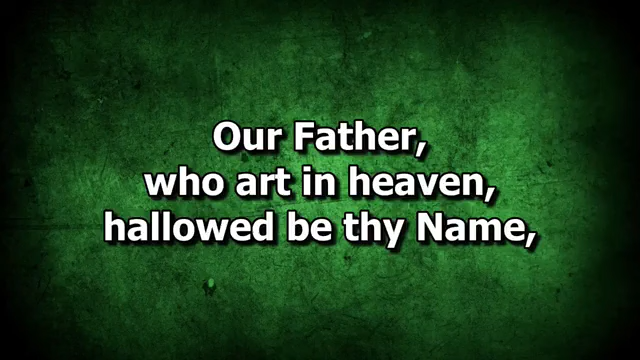 Our Father,
who art in heaven,
hallowed be thy Name,